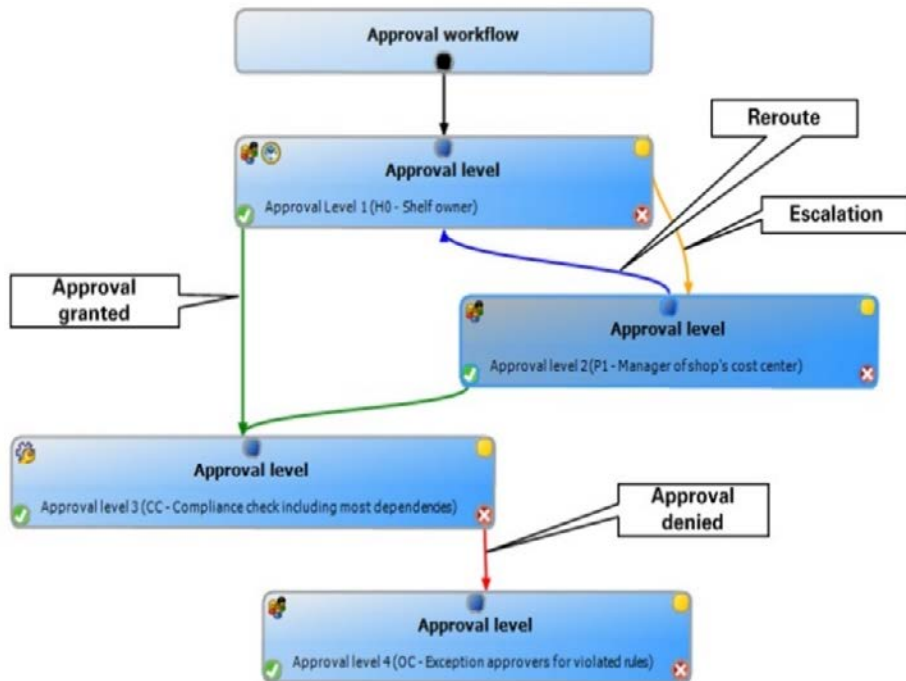 Approval workflow
Reroute
Approval level
Approval Level 1 (H0 - Shelf owner)
Escalation
Approval
granted
Approval level
Approval level 2(P1 - Manager of shop's cost center)
Approval level
Approval level 3 (CC - Compliance check including most dependencies)
Approval
denied
Approval level
Approval level 4 (OC - Exception approvers for violated rules)